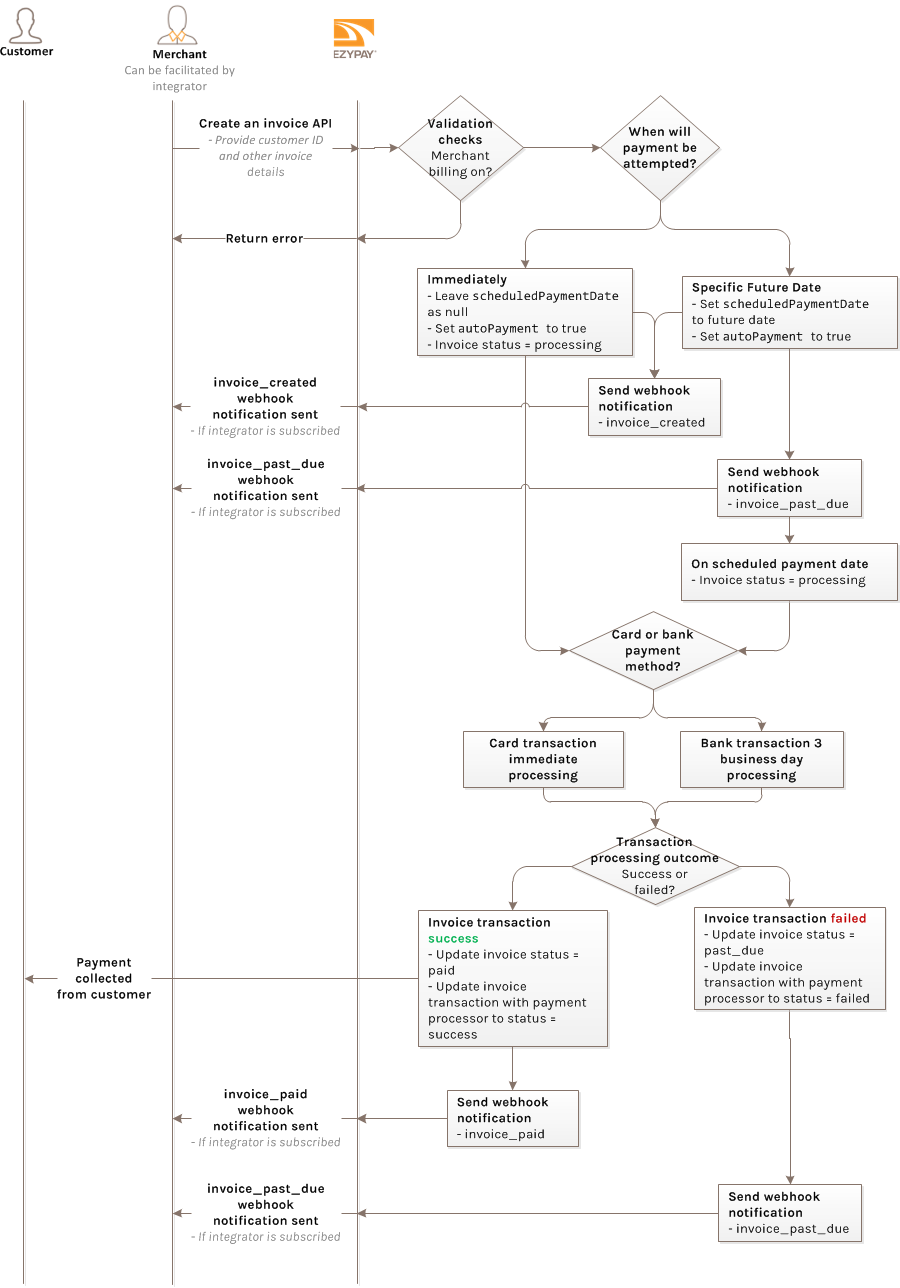 Customer
Merchant
Can be facilitated by
integrator
EZYPAY
Create an invoice API
- Provide customer ID
and other invoice
details
Validation
checks
Merchant
billing on?
When will
payment be
attempted?
Return error
Immediately
- Leave scheduledPaymentDate
as null
- Set autoPayment to true
- Invoice status = processing
Specific Future Date
- Set scheduledPaymentDate
to future date
- Set autoPayment to true
invoice_created
webhook
notification sent
- If integrator is subscribed
Send webhook
notification
- invoice_created
invoice_past_due
webhook
notification sent
- If integrator is subscribed
Send webhook
notification
- invoice_past_due
On scheduled payment date
- Invoice status = processing
Card or bank
payment
method?
Card transaction
immediate
processing
Bank transaction 3
business day
processing
Transaction
processing outcome
Success or
failed?
Invoice transaction
success
- Update invoice status =
paid
- Update invoice
transaction with payment
processor to status =
success
Invoice transaction failed
- Update invoice status =
past_due
- Update invoice
transaction with payment
processor to status = failed
Payment
collected
from customer
invoice_paid
webhook
notification sent
- If integrator is subscribed
Send webhook
notification
- invoice_paid
invoice_past_due
webhook
notification sent
- If integrator is subscribed
Send webhook
notification
- invoice_past_due